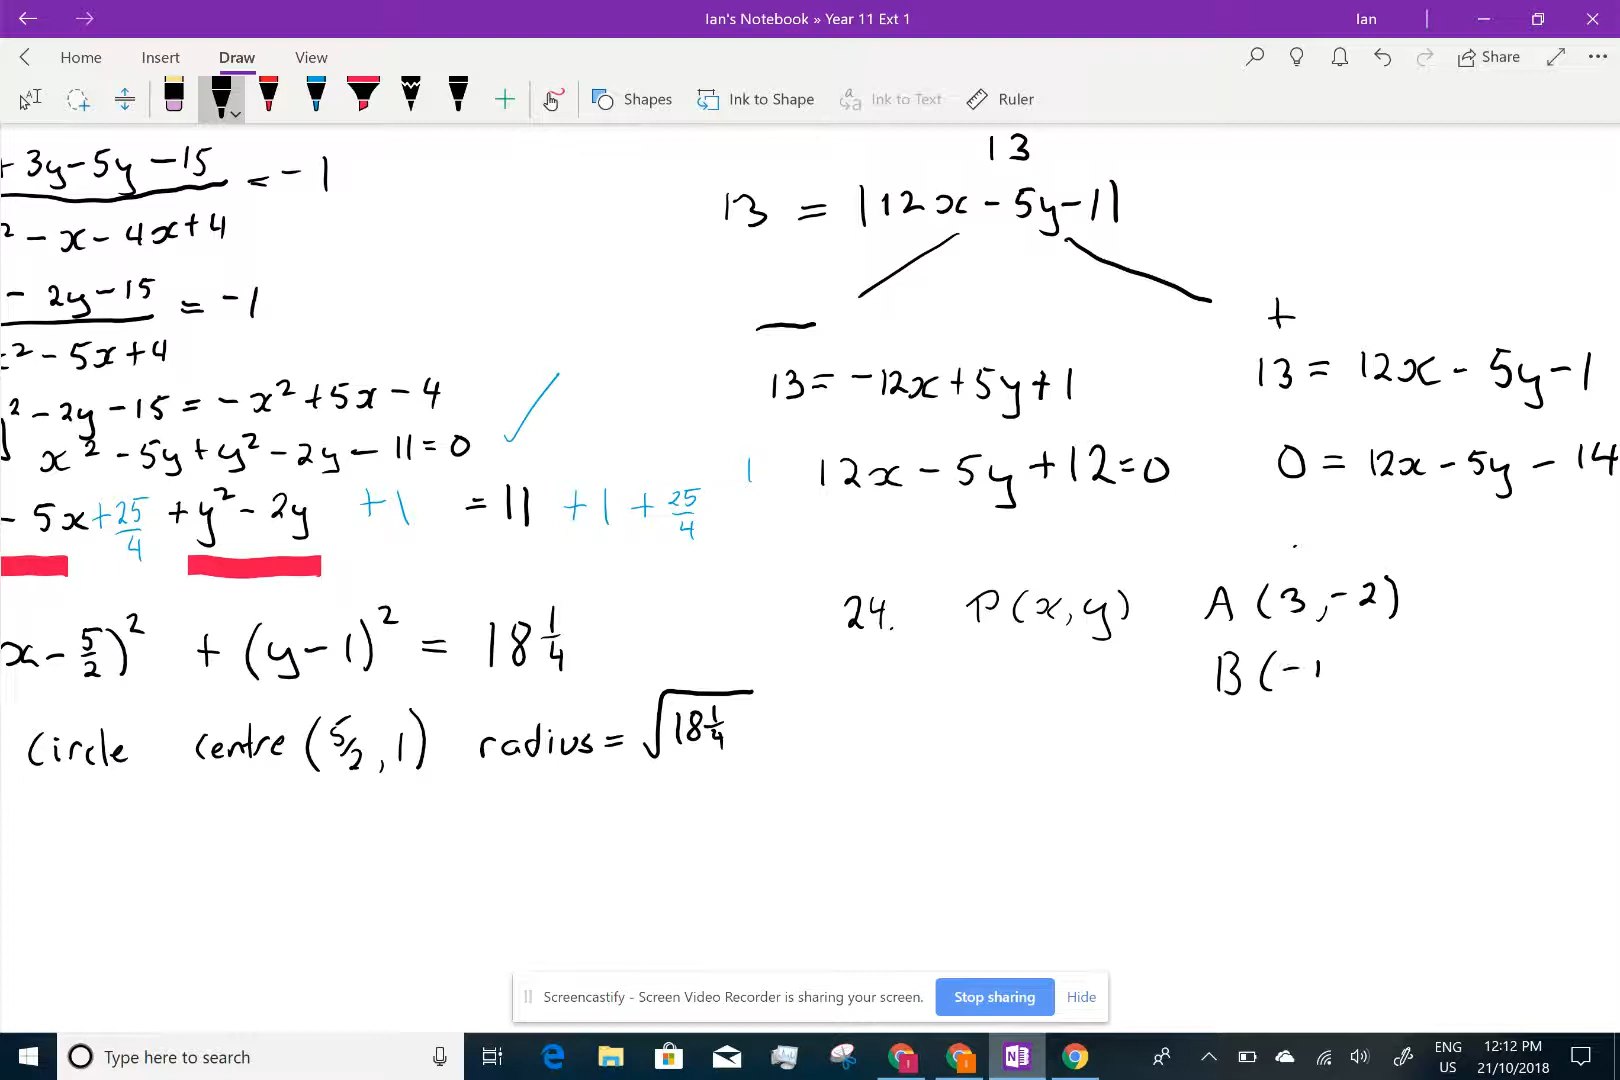 Ian's Notebook » Year 11 Ext 1
Ian
Home Insert Draw View
Share
Shapes
Ink to Shape
Ink to Text
Ruler
+ 3y - 5y - 15 = - 1
² - x - 4x + 4
- 2y - 15 = - 1
x² - 5x + 4
y² - 2y - 15 = - x² + 5x - 4
x² - 5y + y² - 2y - 11 = 0 ✓
- 5x + 25/4 + y² - 2y + 1 = 11 + 1 + 25/4
x - 5/2)² + (y - 1)² = 18 1/4
Circle centre (5/2, 1) radius = √18 1/4
13
13 = |12x - 5y - 1|
— +
13 = -12x + 5y + 1
13 = 12x - 5y - 1
1
12x - 5y + 12 = 0
0 = 12x - 5y - 14
24. P(x, y) A(3, -2)
B(-1
Screencastify - Screen Video Recorder is sharing your screen.
Stop sharing
Hide
Type here to search
ENG
US
12:12 PM
21/10/2018